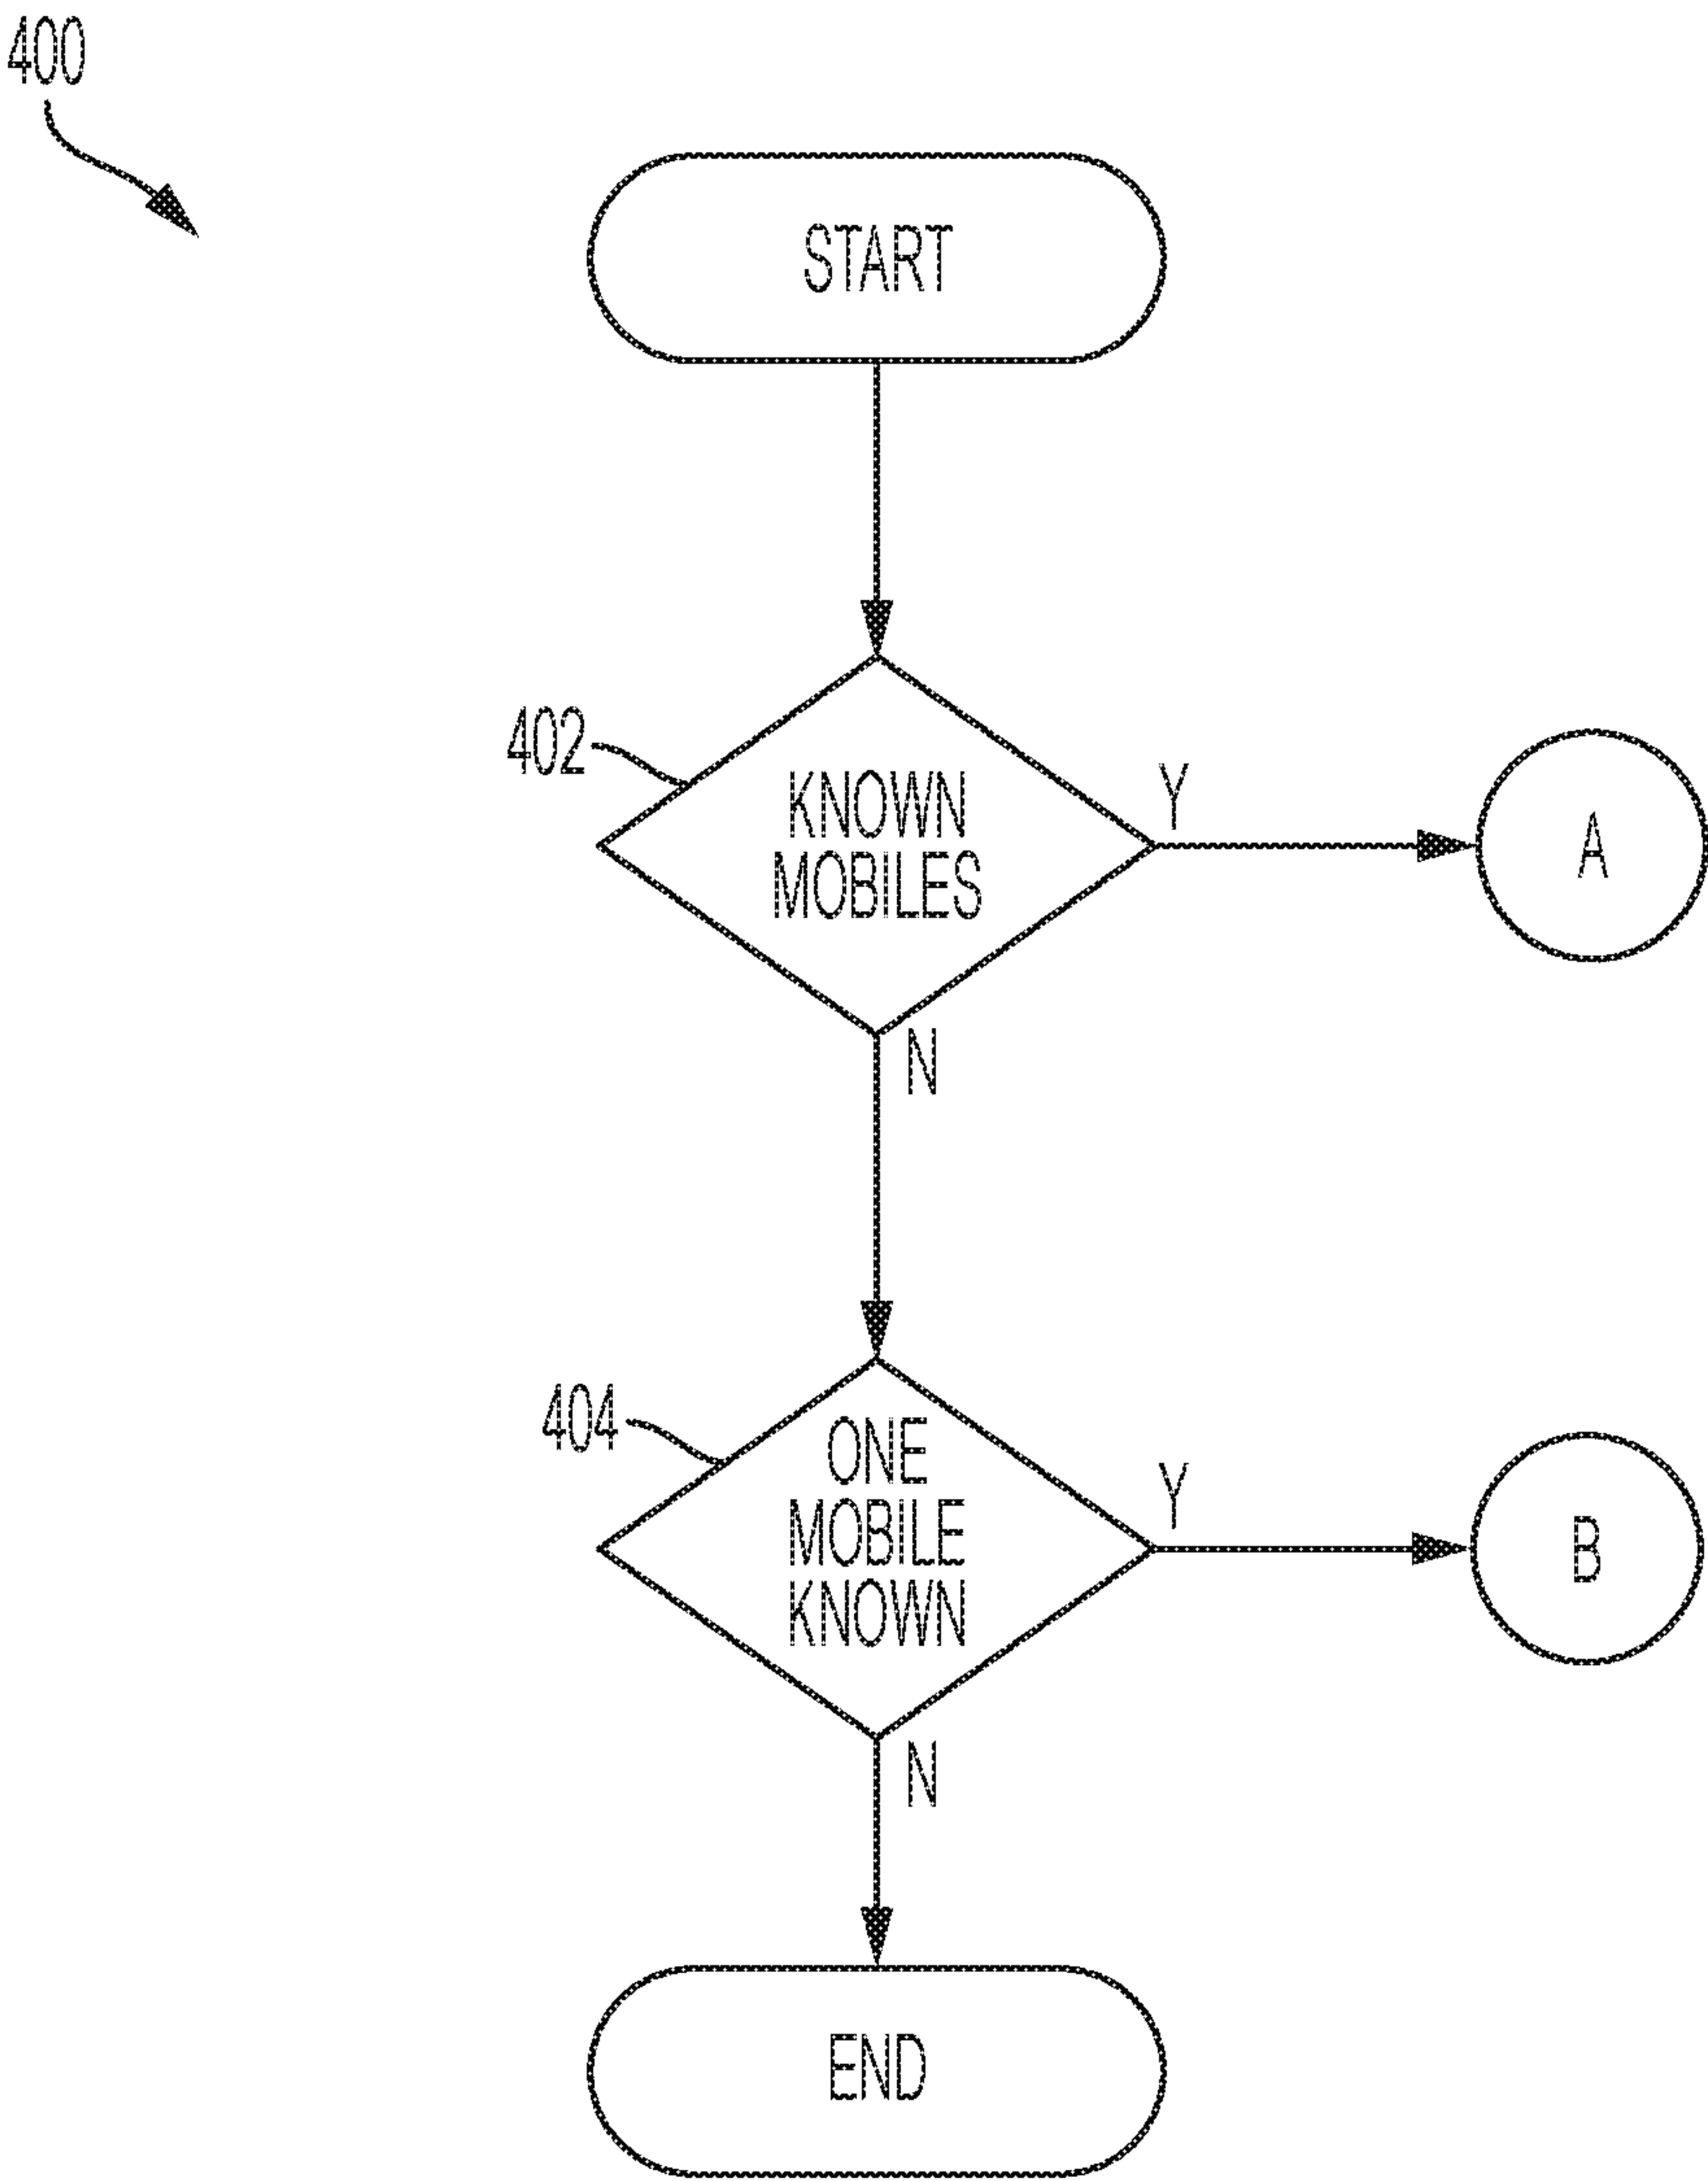 400
START
402
KNOWN
MOBILES
Y
A
N
404
ONE
MOBILE
KNOWN
Y
B
N
END